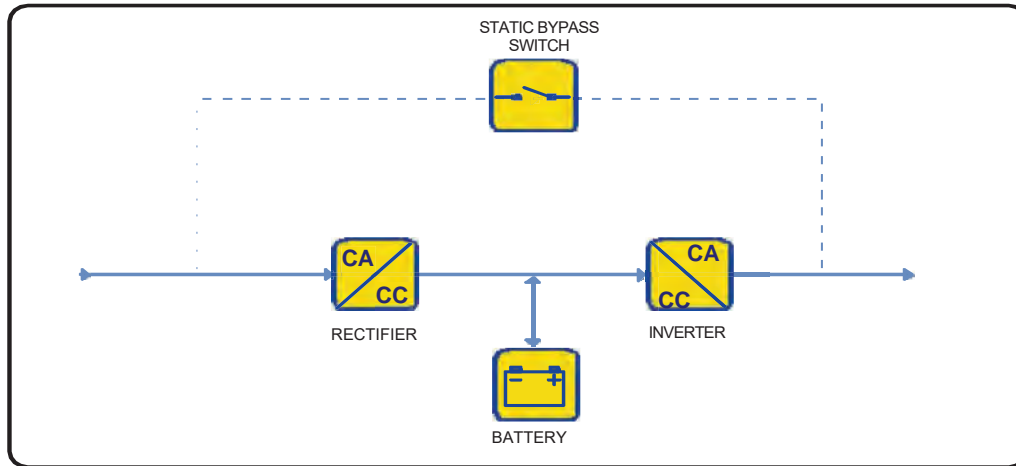 STATIC BYPASS
SWITCH
CA
CC
CA
CC
RECTIFIER
INVERTER
BATTERY